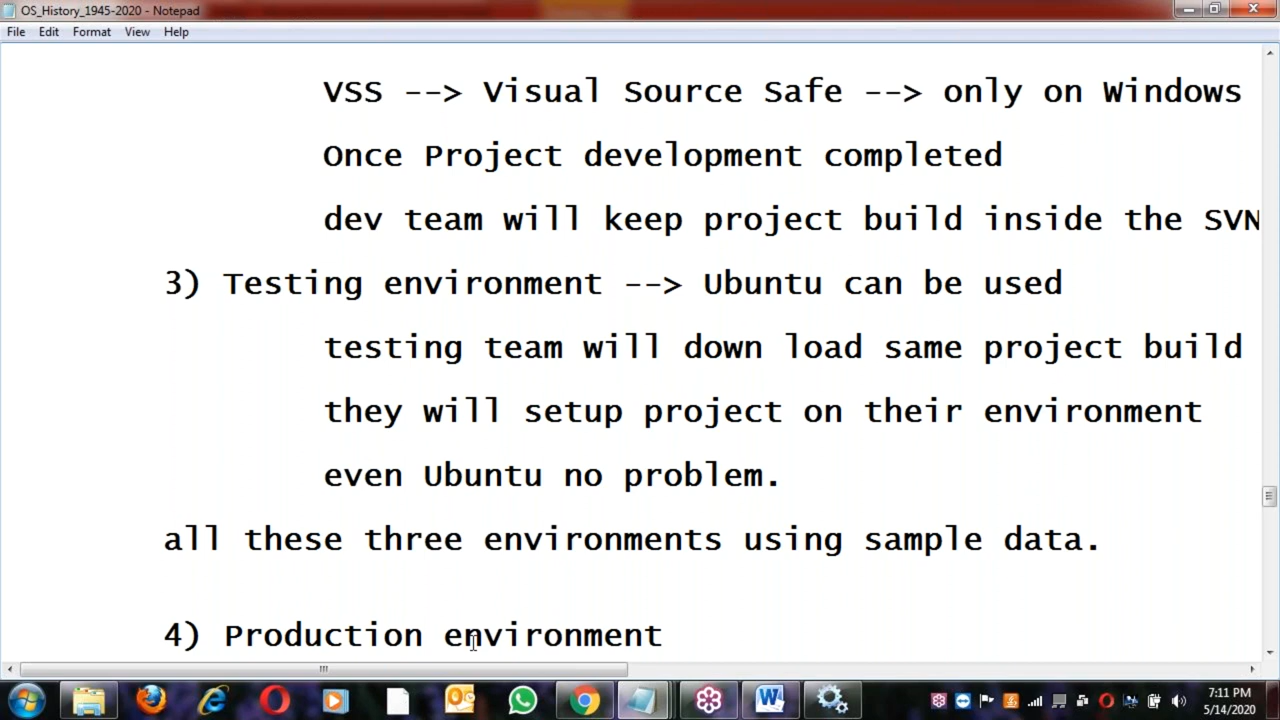 OS_History_1945-2020 - Notepad
File Edit Format View Help
VSS --> Visual Source Safe --> only on Windows
Once Project development completed
dev team will keep project build inside the SVN
3) Testing environment --> Ubuntu can be used
testing team will down load same project build
they will setup project on their environment
even Ubuntu no problem.
all these three environments using sample data.
4) Production environment
7:11 PM
5/14/2020